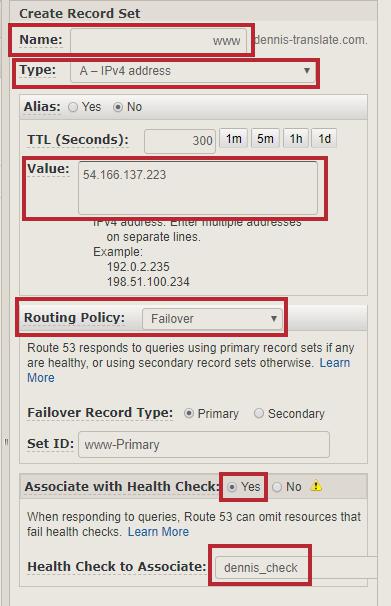 Create Record Set
Name: www .dennis-translate.com.
Type: A – IPv4 address
Alias: Yes No
TTL (Seconds): 300 1m 5m 1h 1d
Value: 54.166.137.223
IPv4 address. Enter multiple addresses
on separate lines.
Example:
192.0.2.235
198.51.100.234
Routing Policy: Failover
Route 53 responds to queries using primary record sets if any
are healthy, or using secondary record sets otherwise. Learn
More
Failover Record Type: Primary Secondary
Set ID: www-Primary
Associate with Health Check: Yes No
When responding to queries, Route 53 can omit resources that
fail health checks. Learn More
Health Check to Associate: dennis_check